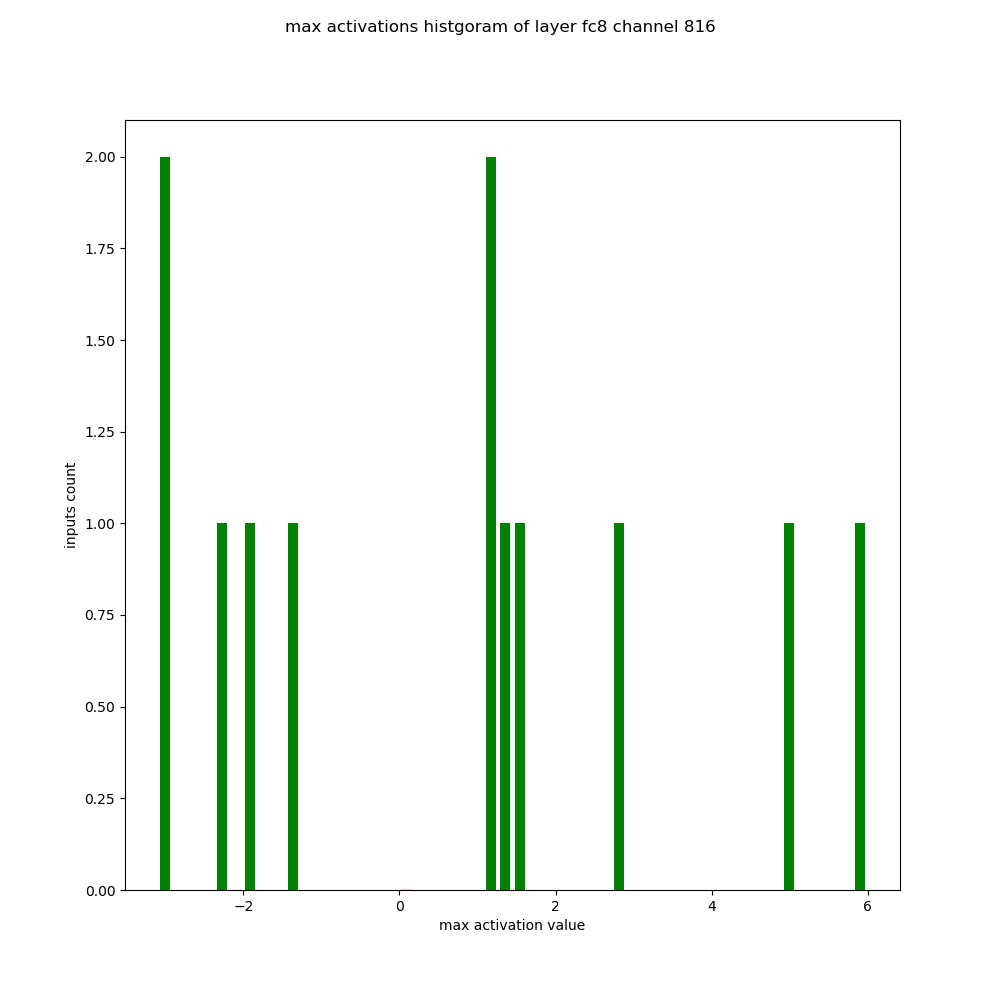 max activations histgoram of layer fc8 channel 816
2.00
1.75
1.50
1.25
1.00
0.75
0.50
0.25
0.00
inputs count
−2 0 2 4 6
max activation value